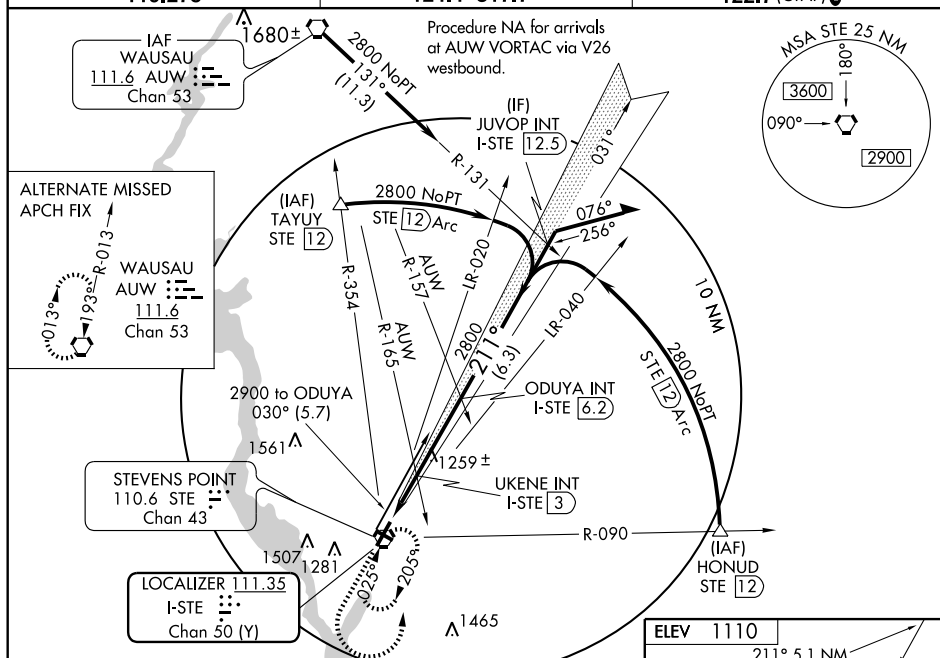 122.7 (CTAF)
1680 ±
Procedure NA for arrivals
at AUW VORTAC via V26
westbound.
IAF
WAUSAU
111.6 AUW
Chan 53
2800 NoPT
131°
(11.3)
R-131
MSA STE 25 NM
180°
3600
090°
2900
(IF)
JUVOP INT
I-STE 12.5
031°
ALTERNATE MISSED
APCH FIX
R-013
013°
193°
WAUSAU
AUW
111.6
Chan 53
(IAF)
TAYUY
STE 12
2800 NoPT
STE 12 Arc
076°
256°
R-354
AUW
R-157
AUW
R-165
LR-020
LR-040
10 NM
2800
211°
(6.3)
2800 NoPT
STE 12 Arc
2900 to ODUYA
030° (5.7)
ODUYA INT
I-STE 6.2
1561
1259 ±
UKENE INT
I-STE 3
STEVENS POINT
110.6 STE
Chan 43
R-090
(IAF)
HONUD
STE 12
1507
1281
025°
205°
LOCALIZER 111.35
I-STE
Chan 50 (Y)
1465
ELEV 1110
211° 5.1 NM